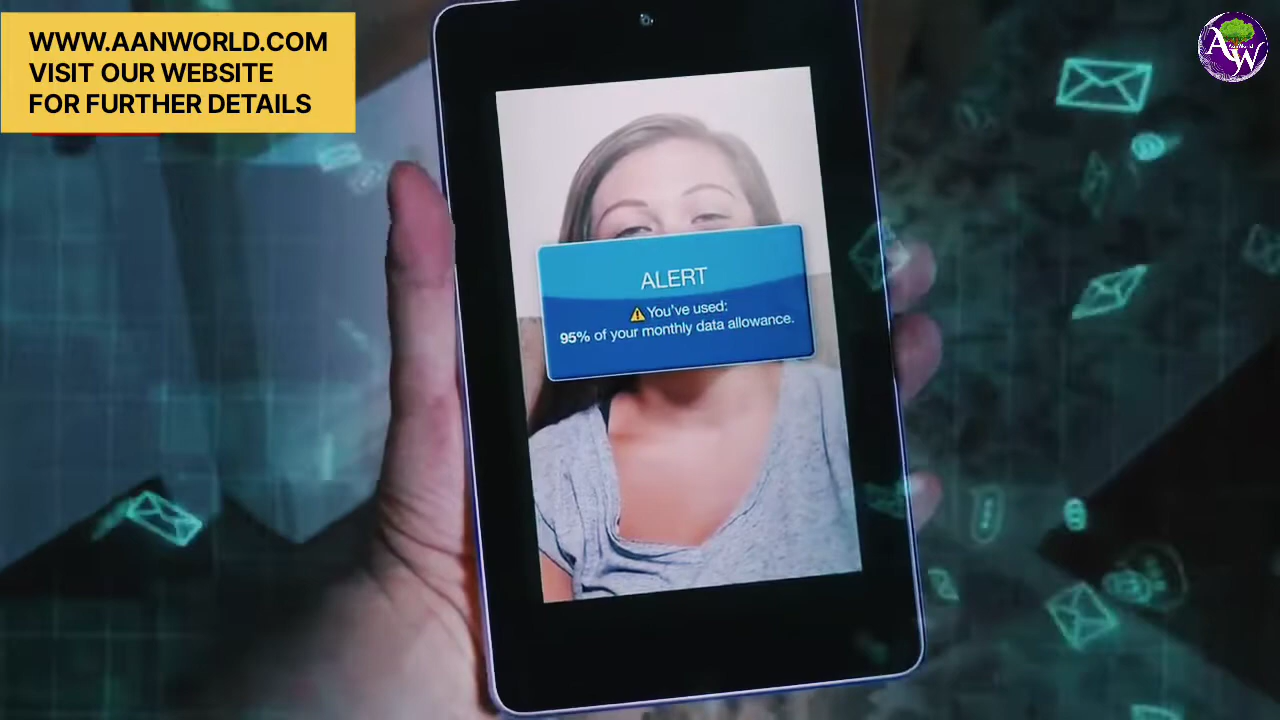 WWW.AANWORLD.COM
VISIT OUR WEBSITE
FOR FURTHER DETAILS
AW
ALERT
⚠ You've used:
95% of your monthly data allowance.